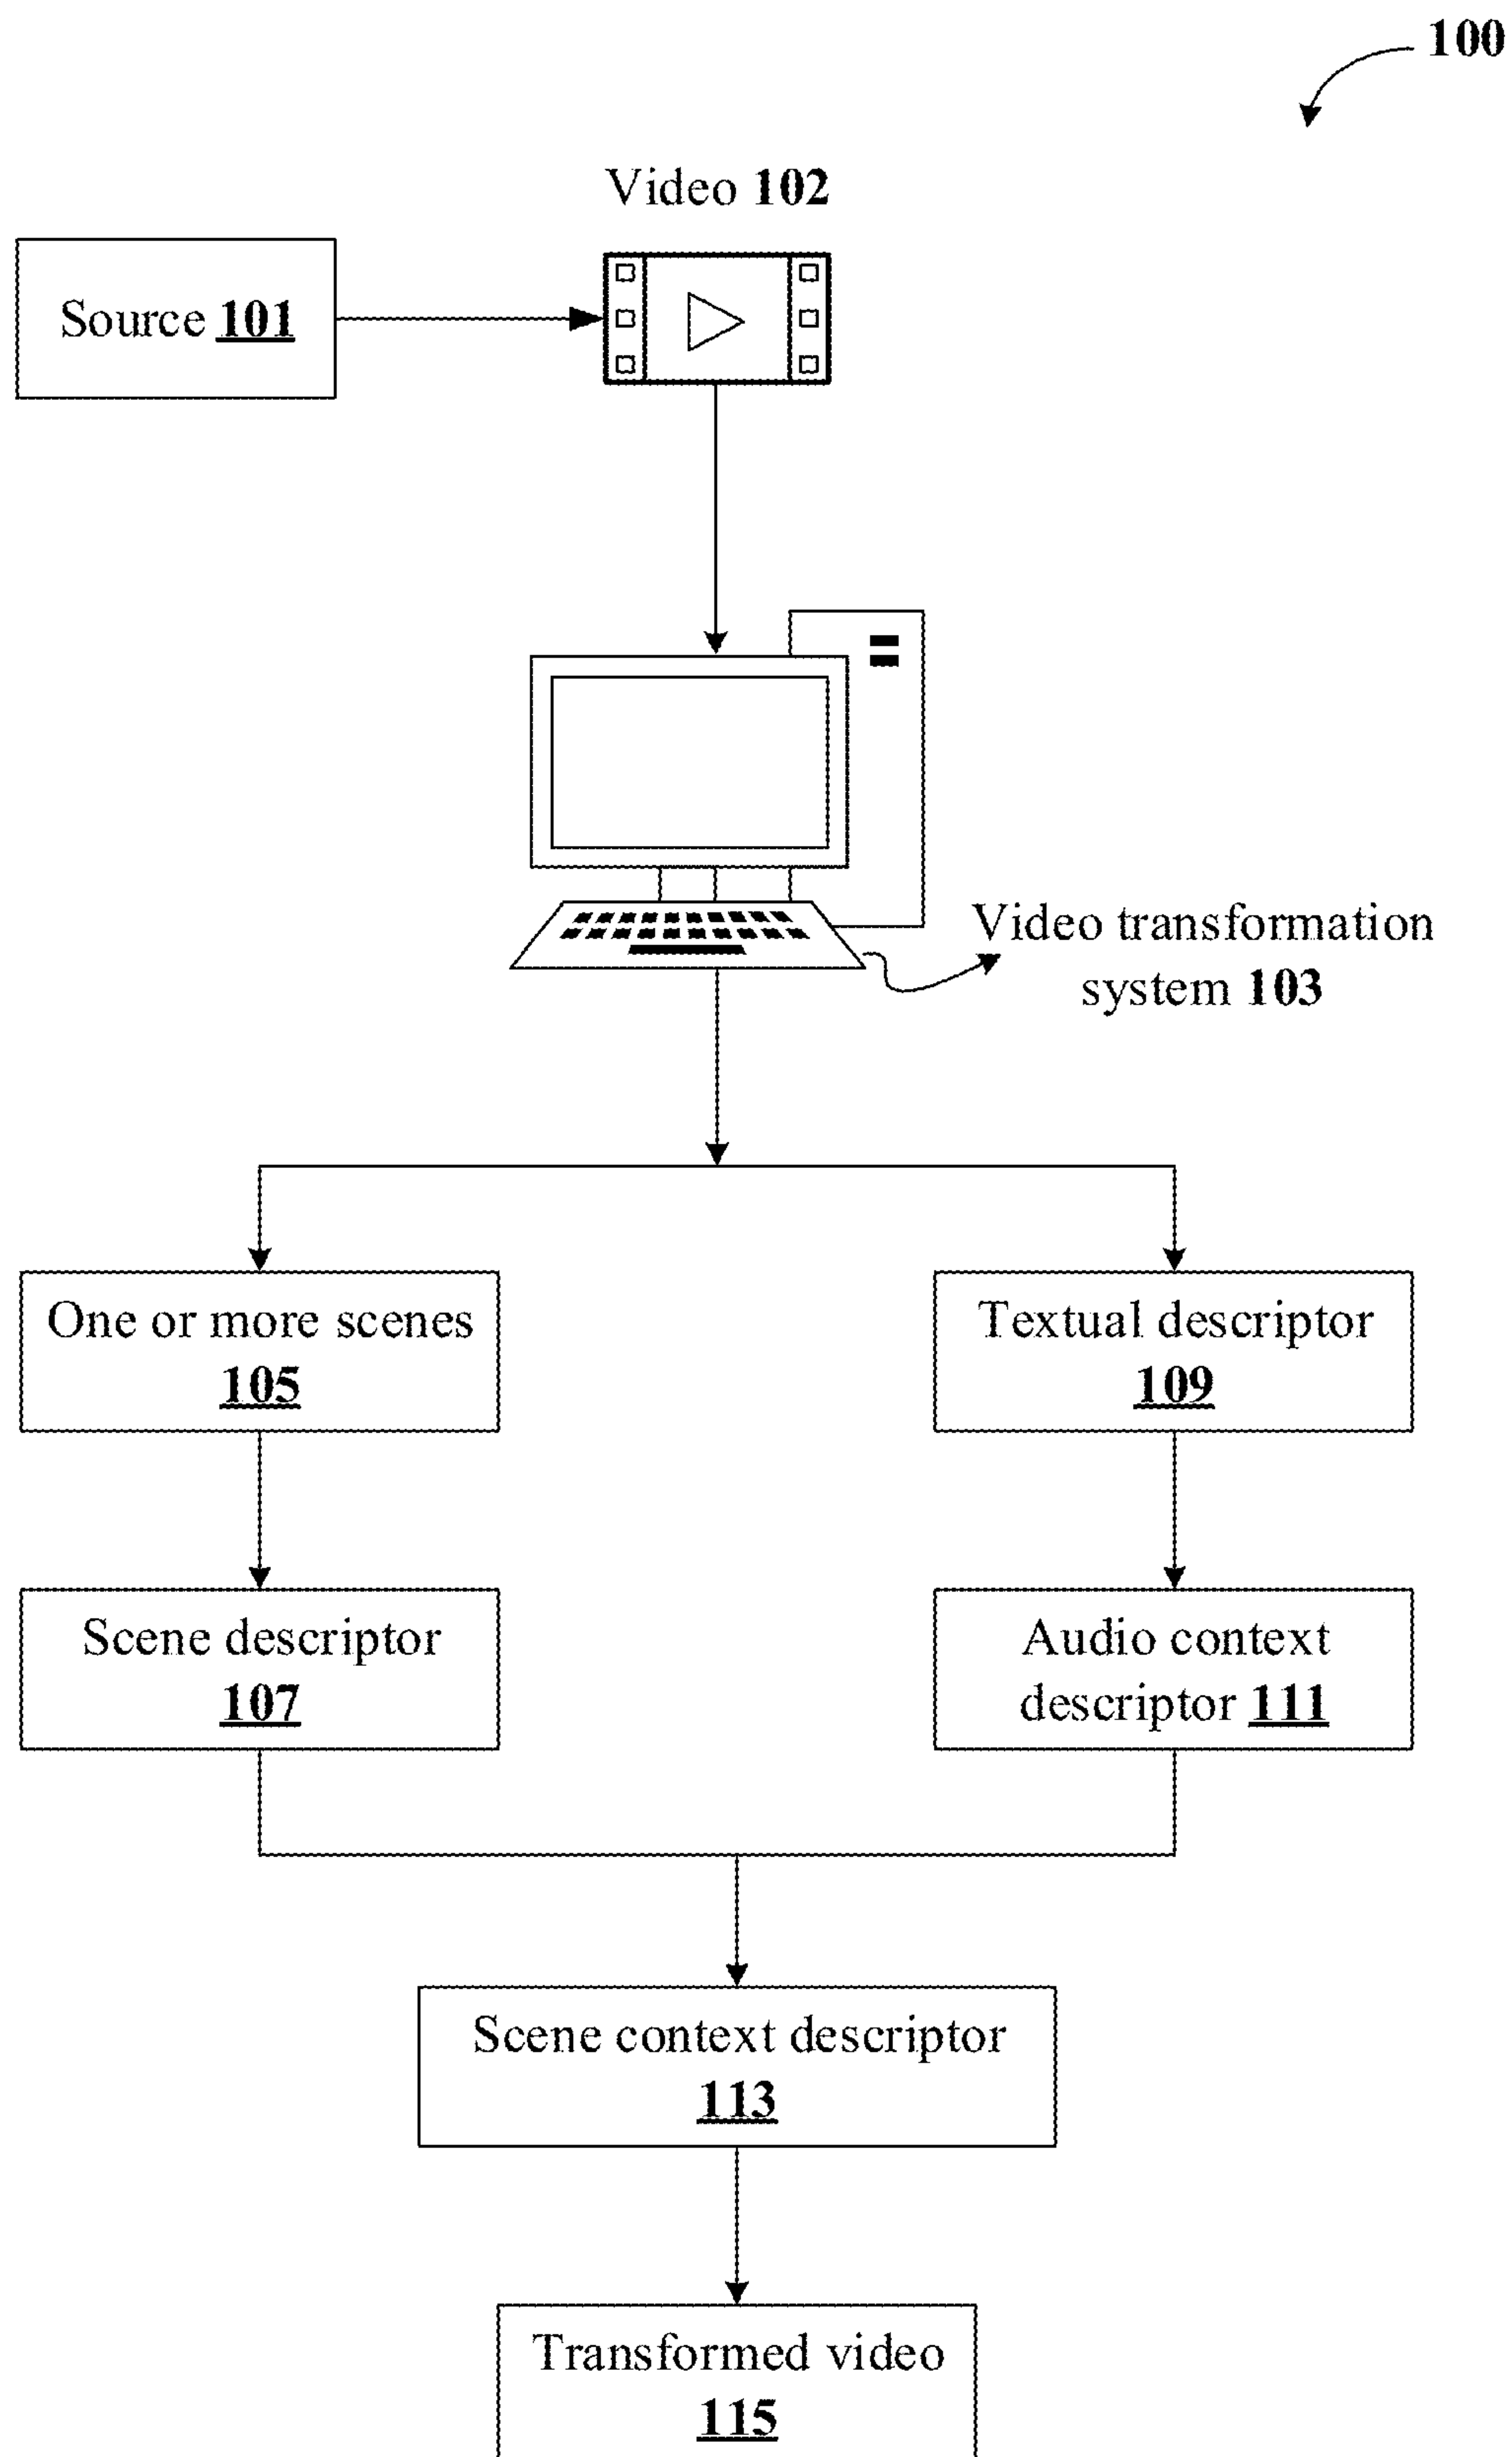 100
Video 102
Source 101
Video transformation
system 103
One or more scenes
105
Textual descriptor
109
Scene descriptor
107
Audio context
descriptor 111
Scene context descriptor
113
Transformed video
115